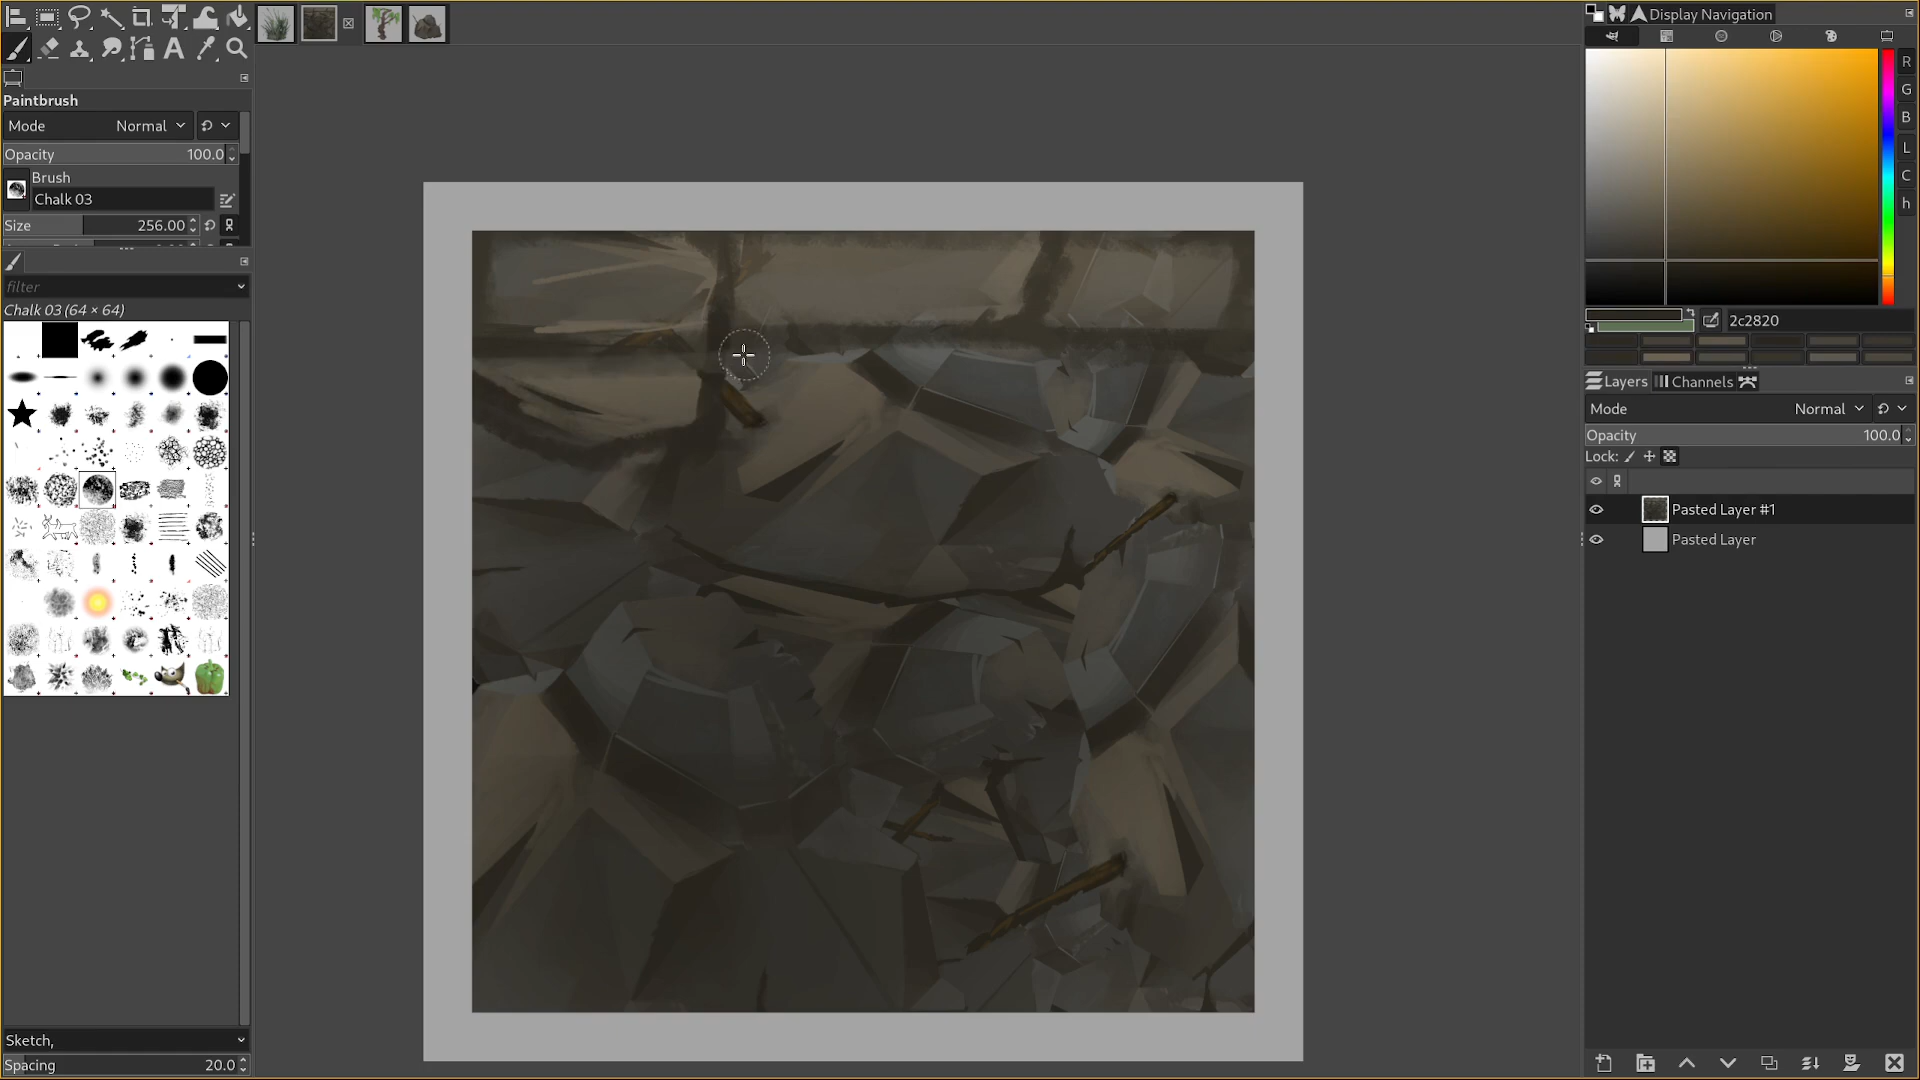 Paintbrush
Mode Normal
Opacity 100.0
Brush
Chalk 03
Size 256.00
filter
Chalk 03 (64 × 64)
Sketch,
Spacing 20.0
Display Navigation
R
G
B
L
C
h
2c2820
Layers Channels
Mode Normal
Opacity 100.0
Lock:
Pasted Layer #1
Pasted Layer